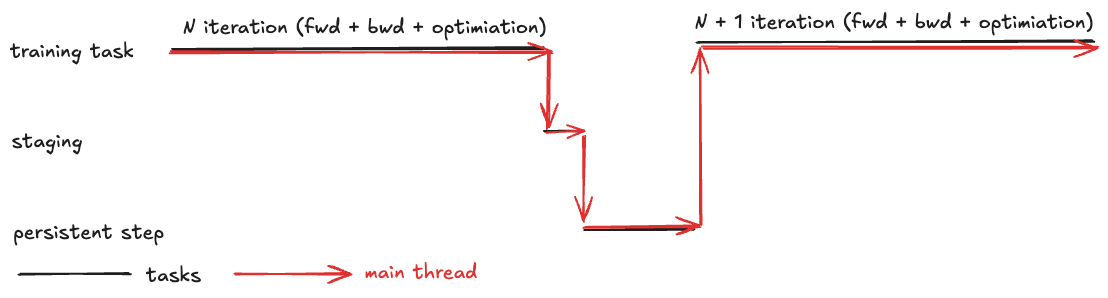 N iteration (fwd + bwd + optimiation)
N + 1 iteration (fwd + bwd + optimiation)
training task
staging
persistent step
tasks
main thread